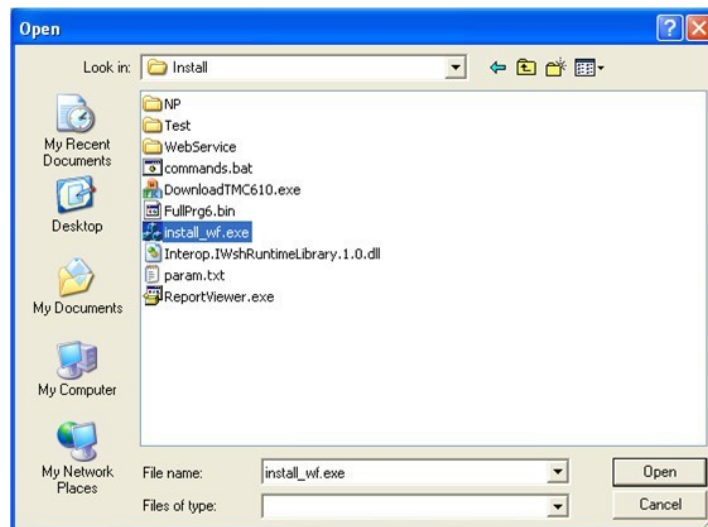 Open
Look in:
Install
My Recent
Documents
Desktop
My Documents
My Computer
My Network
Places
NP
Test
WebService
commands.bat
DownloadTMC610.exe
FullPrg6.bin
install_wf.exe
Interop.IWshRuntimeLibrary.1.0.dll
param.txt
ReportViewer.exe
File name:
install_wf.exe
Open
Files of type:
Cancel